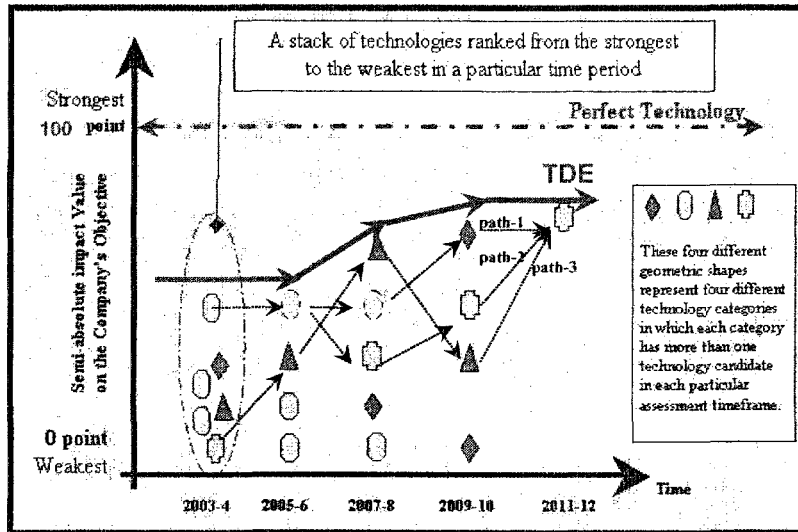 A stack of technologies ranked from the strongest
to the weakest in a particular time period
Strongest
100 point
Perfect Technology
TDE
Semi-absolute impact Value
on the Company's Objective
path-1
path-2
path-3
These four different
geometric shapes
represent four different
technology categories
in which each category
has more than one
technology candidate
in each particular
assessment timeframe.
0 point
Weakest
Time
2003-4
2005-6
2007-8
2009-10
2011-12